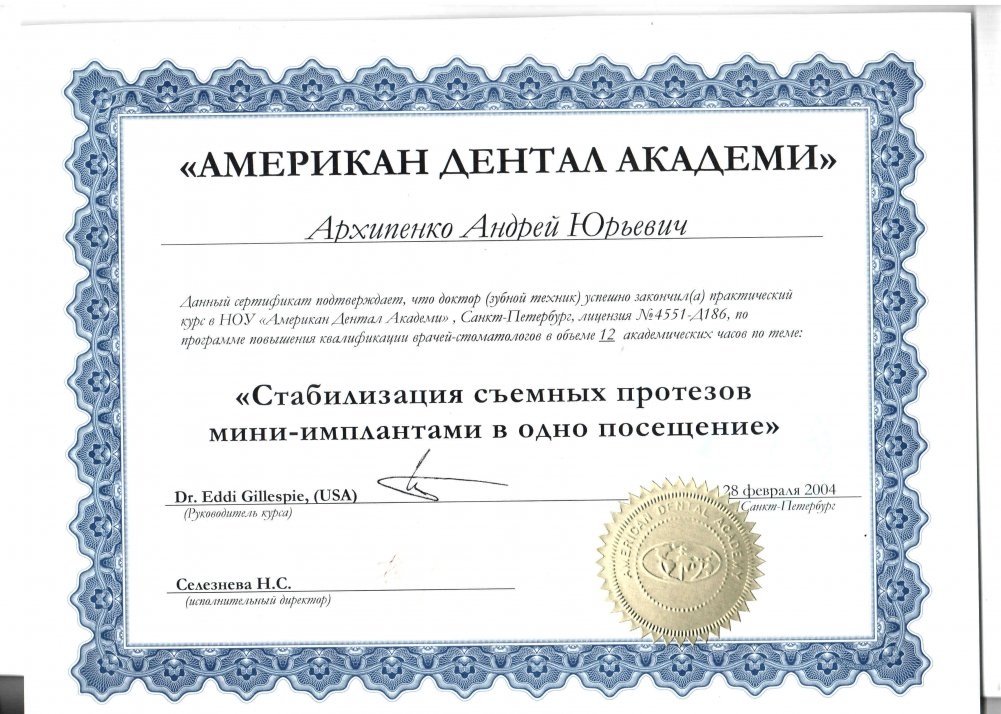 «АМЕРИКАН ДЕНТАЛ АКАДЕМИ»
Архипенко Андрей Юрьевич
Данный сертификат подтверждает, что доктор (зубной техник) успешно закончил(а) практический
курс в НОУ «Американ Дентал Академи» , Санкт-Петербург, лицензия №4551-Д186, по
программе повышения квалификации врачей-стоматологов в объеме 12 академических часов по теме:
«Стабилизация съемных протезов
мини-имплантами в одно посещение»
Dr. Eddi Gillespie, (USA)
(Руководитель курса)
28 февраля 2004
Санкт-Петербург
AMERICAN DENTAL ACADEMY
Селезнева Н.С.
(исполнительный директор)